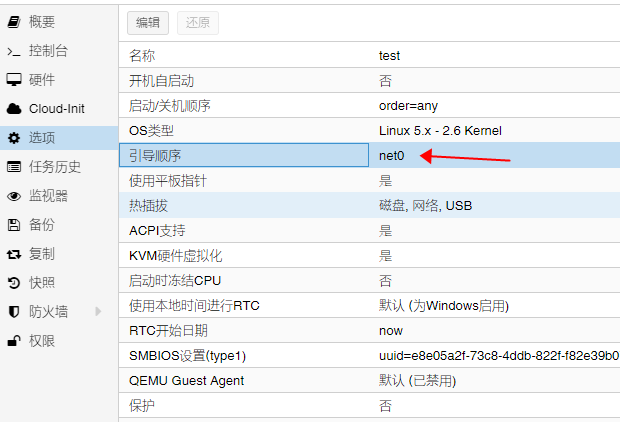 概要
控制台
硬件
Cloud-Init
选项
任务历史
监视器
备份
复制
快照
防火墙
权限
编辑 还原
名称 test
开机自启动 否
启动/关机顺序 order=any
OS类型 Linux 5.x - 2.6 Kernel
引导顺序 net0
使用平板指针 是
热插拔 磁盘, 网络, USB
ACPI支持 是
KVM硬件虚拟化 是
启动时冻结CPU 否
使用本地时间进行RTC 默认 (为Windows启用)
RTC开始日期 now
SMBIOS设置(type1) uuid=e8e05a2f-73c8-4ddb-822f-f82e39b0
QEMU Guest Agent 默认 (已禁用)
保护 否